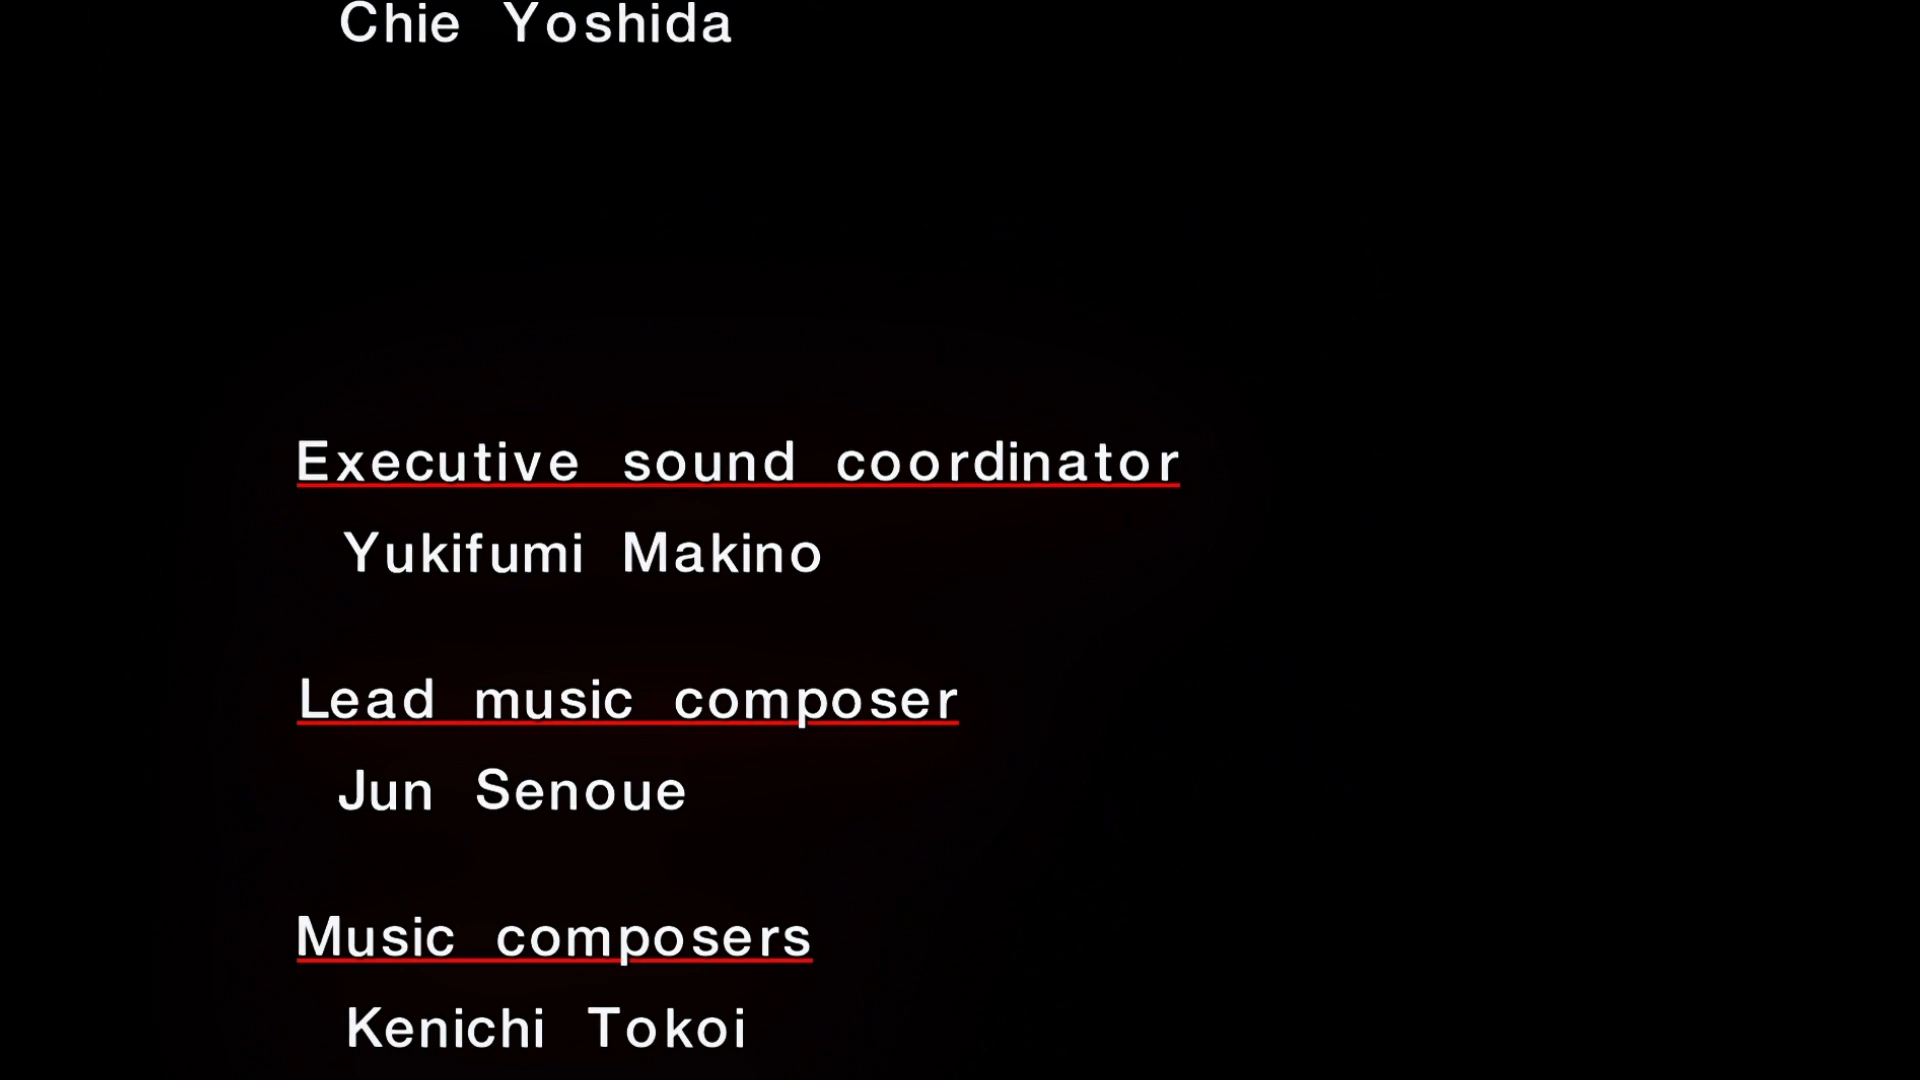 Chie Yoshida
Executive sound coordinator
Yukifumi Makino
Lead music composer
Jun Senoue
Music composers
Kenichi Tokoi